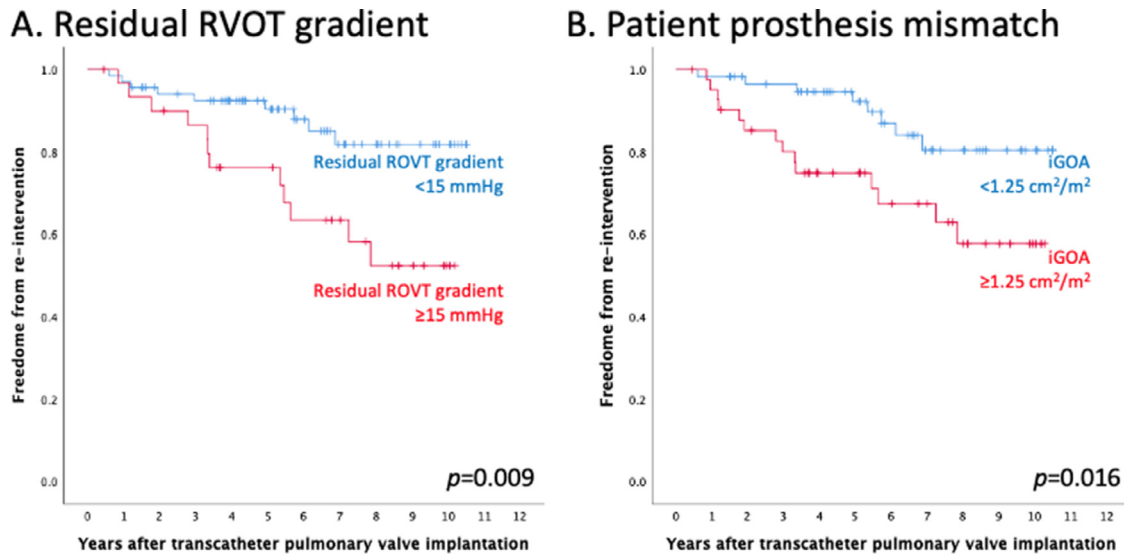 A. Residual RVOT gradient
Freedome from re-intervention
1.0
0.8
0.6
0.4
0.2
0.0
Residual ROVT gradient
<15 mmHg
Residual ROVT gradient
≥15 mmHg
p=0.009
0 1 2 3 4 5 6 7 8 9 10 11 12
Years after transcatheter pulmonary valve implantation
B. Patient prosthesis mismatch
Freedome from re-intervention
1.0
0.8
0.6
0.4
0.2
0.0
iGOA
<1.25 cm²/m²
iGOA
≥1.25 cm²/m²
p=0.016
0 1 2 3 4 5 6 7 8 9 10 11 12
Years after transcatheter pulmonary valve implantation